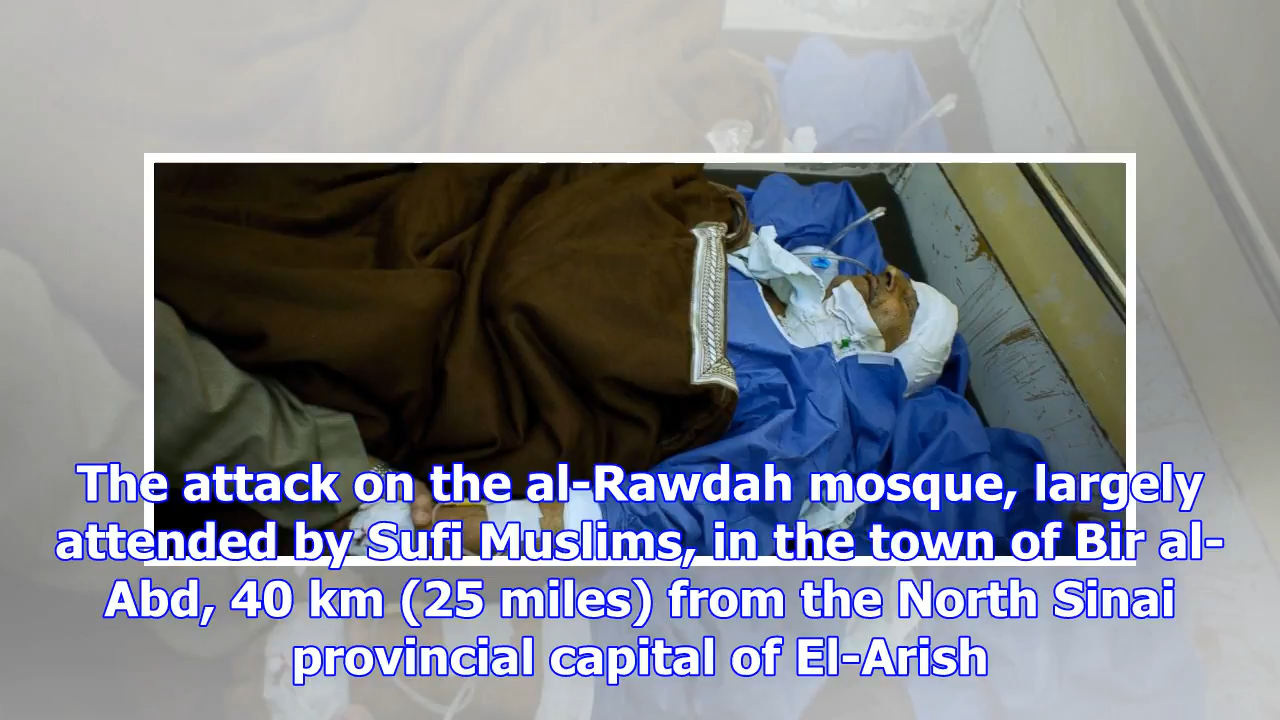 The attack on the al-Rawdah mosque, largely
attended by Sufi Muslims, in the town of Bir al-
Abd, 40 km (25 miles) from the North Sinai
provincial capital of El-Arish